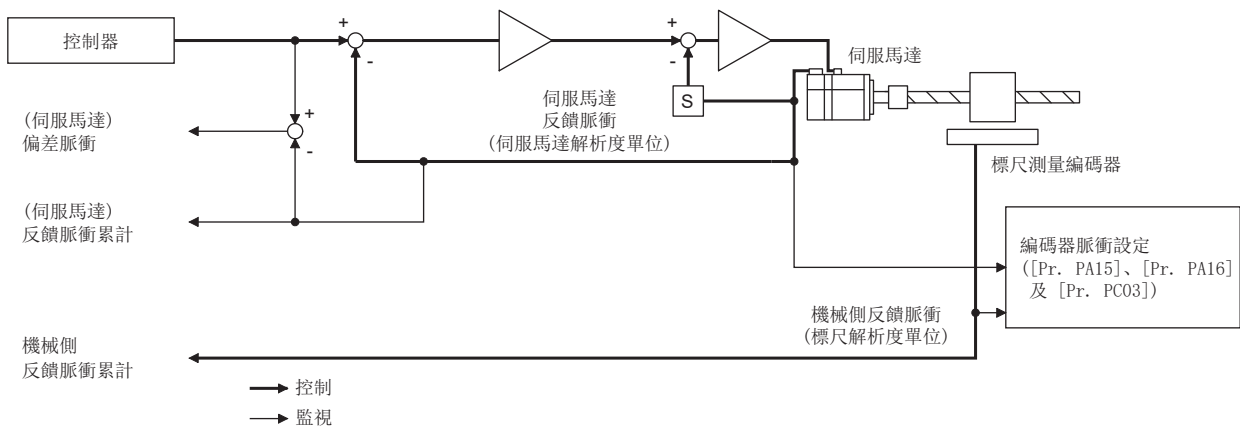 控制器
+
-
+
-
伺服馬達
S
伺服馬達
反饋脈衝
(伺服馬達解析度單位)
(伺服馬達)
偏差脈衝
+
-
標尺測量編碼器
(伺服馬達)
反饋脈衝累計
編碼器脈衝設定
([Pr. PA15]、[Pr. PA16]
及 [Pr. PC03])
機械側反饋脈衝
(標尺解析度單位)
機械側
反饋脈衝累計
控制
監視